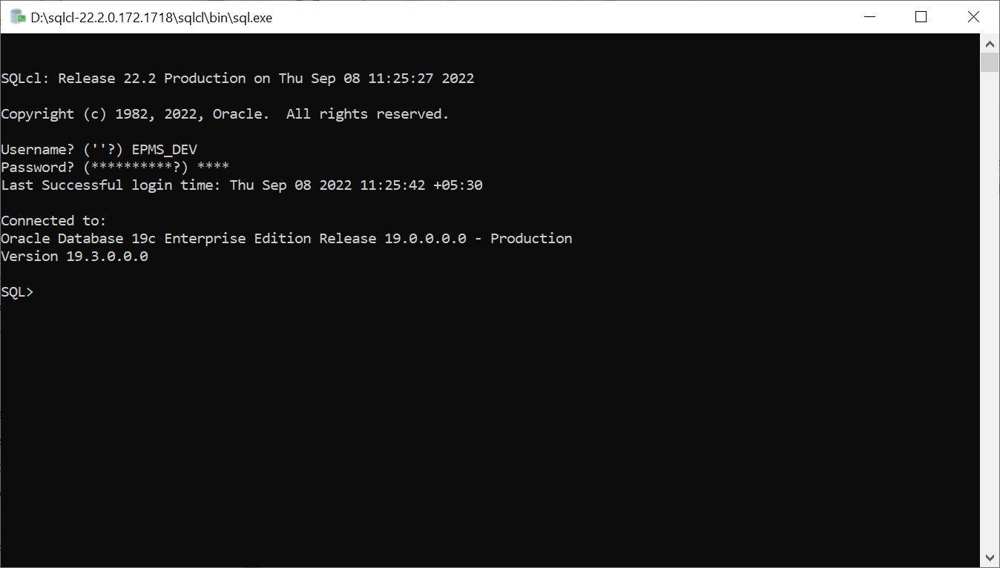 D:\sqlcl-22.2.0.172.1718\sqlcl\bin\sql.exe
SQLcl: Release 22.2 Production on Thu Sep 08 11:25:27 2022
Copyright (c) 1982, 2022, Oracle.  All rights reserved.
Username? (''?) EPMS_DEV
Password? (**********?) ****
Last Successful login time: Thu Sep 08 2022 11:25:42 +05:30
Connected to:
Oracle Database 19c Enterprise Edition Release 19.0.0.0.0 - Production
Version 19.3.0.0.0
SQL>